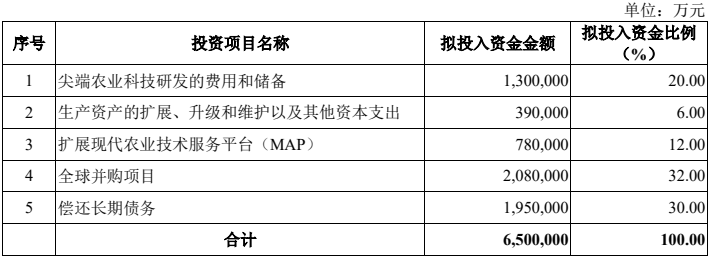 单位：万元
序号 投资项目名称 拟投入资金金额 拟投入资金比例（%）
1 尖端农业科技研发的费用和储备 1,300,000 20.00
2 生产资产的扩展、升级和维护以及其他资本支出 390,000 6.00
3 扩展现代农业技术服务平台（MAP） 780,000 12.00
4 全球并购项目 2,080,000 32.00
5 偿还长期债务 1,950,000 30.00
合计 6,500,000 100.00